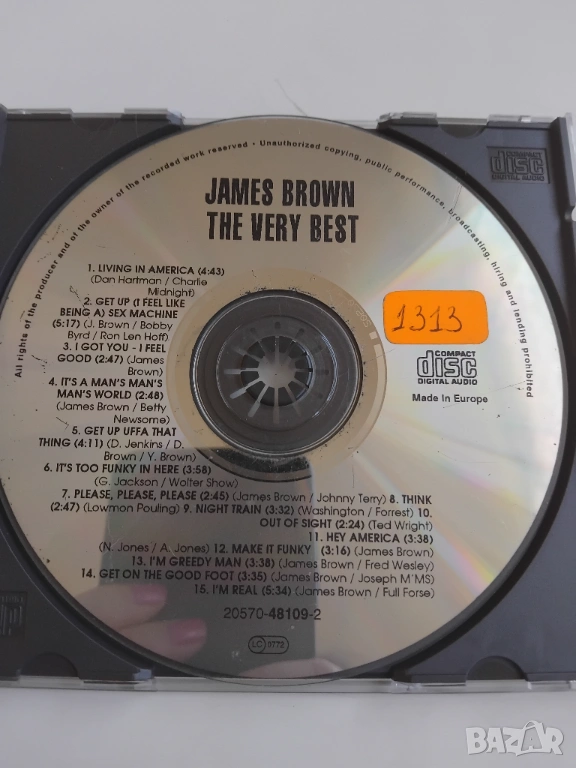 All rights of the producer and of the owner of the recorded work reserved • Unauthorized copying, public performance, broadcasting, hiring and lending prohibited
JAMES BROWN
THE VERY BEST
1. LIVING IN AMERICA (4:43)
(Dan Hartman / Charlie
Midnight)
2. GET UP (I FEEL LIKE
BEING A) SEX MACHINE
(5:17) (J. Brown / Bobby
Byrd / Ron Len Hoff)
3. I GOT YOU - I FEEL
GOOD (2:47) (James
Brown)
4. IT'S A MAN'S MAN'S
MAN'S WORLD (2:48)
(James Brown / Betty
Newsome)
5. GET UP UFFA THAT
THING (4:11) (D. Jenkins / D.
Brown / Y. Brown)
6. IT'S TOO FUNKY IN HERE (3:58)
(G. Jackson / Wolter Show)
7. PLEASE, PLEASE, PLEASE (2:45) (James Brown / Johnny Terry) 8. THINK
(2:47) (Lowmon Pouling) 9. NIGHT TRAIN (3:32) (Washington / Forrest) 10.
OUT OF SIGHT (2:24) (Ted Wright)
11. HEY AMERICA (3:38)
(N. Jones / A. Jones) 12. MAKE IT FUNKY (3:16) (James Brown)
13. I'M GREEDY MAN (3:38) (James Brown / Fred Wesley)
14. GET ON THE GOOD FOOT (3:35) (James Brown / Joseph M'MS)
15. I'M REAL (5:34) (James Brown / Full Forse)
20570-48109-2
LC 9772
1313
COMPACT
disc
DIGITAL AUDIO
Made In Europe
COMPACT
disc
DIGITAL AUDIO
BAZAR